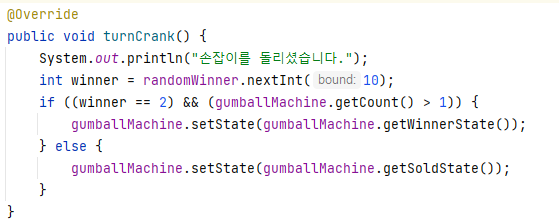 @Override
public void turnCrank() {
System.out.println("손잡이를 돌리셨습니다.");
int winner = randomWinner.nextInt( bound: 10);
if ((winner == 2) && (gumballMachine.getCount() > 1)) {
gumballMachine.setState(gumballMachine.getWinnerState());
} else {
gumballMachine.setState(gumballMachine.getSoldState());
}
}